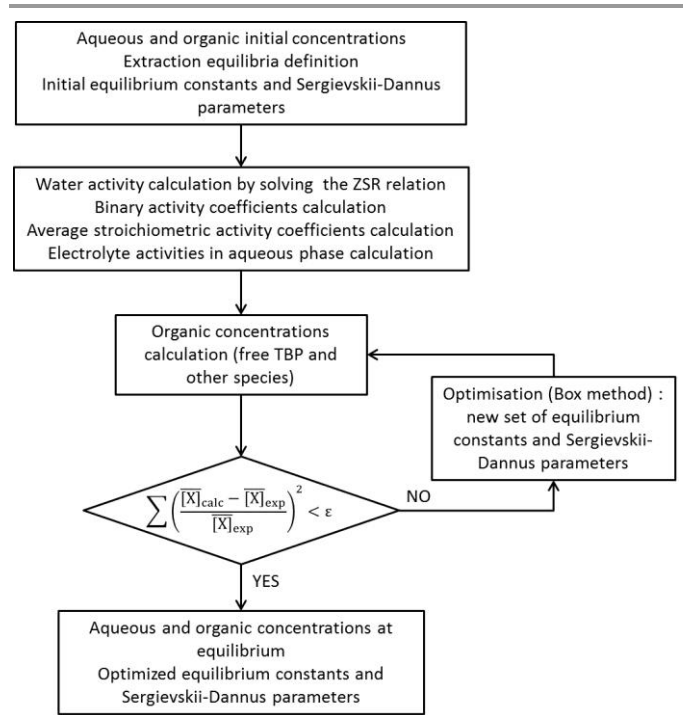 Aqueous and organic initial concentrations
Extraction equilibria definition
Initial equilibrium constants and Sergievskii-Dannus
parameters
Water activity calculation by solving the ZSR relation
Binary activity coefficients calculation
Average stroichiometric activity coefficients calculation
Electrolyte activities in aqueous phase calculation
Organic concentrations
calculation (free TBP and
other species)
Optimisation (Box method) :
new set of equilibrium
constants and Sergievskii-
Dannus parameters
∑ (([X̅]calc − [X̅]exp) / [X̅]exp)² < ε
NO
YES
Aqueous and organic concentrations at
equilibrium
Optimized equilibrium constants and
Sergievskii-Dannus parameters